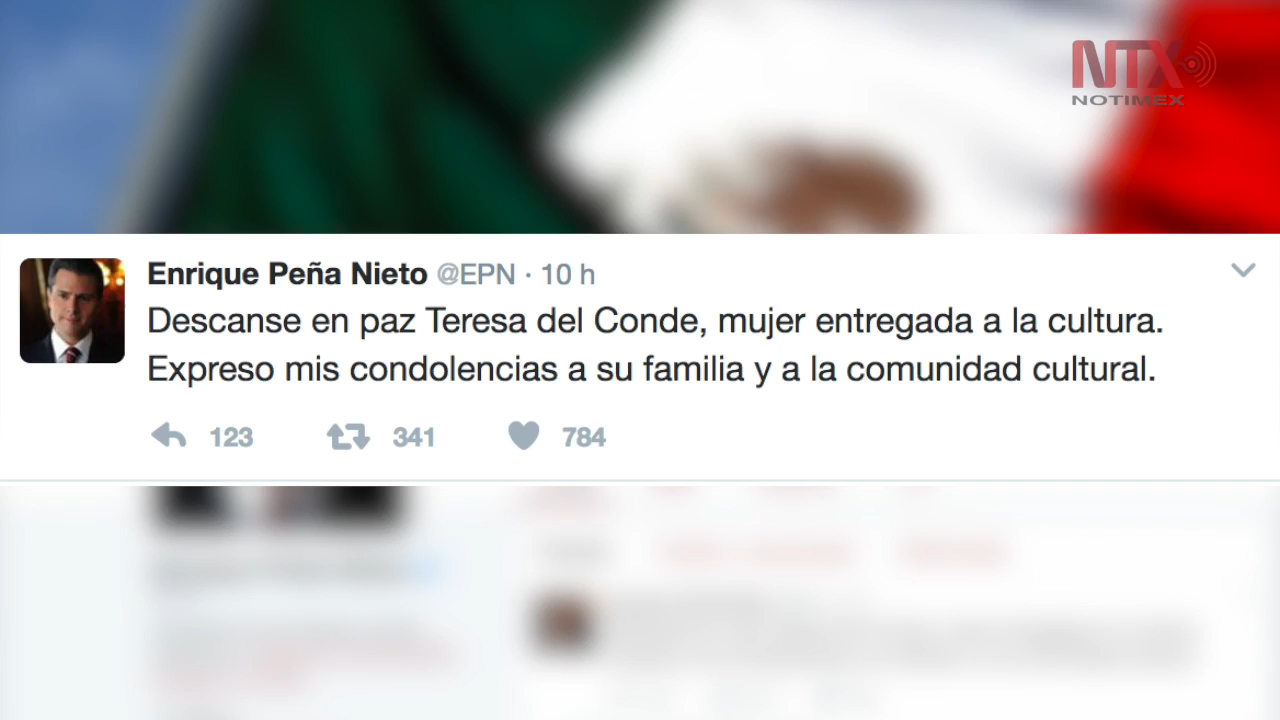 NTX
NOTIMEX
Enrique Peña Nieto @EPN · 10 h
Descanse en paz Teresa del Conde, mujer entregada a la cultura.
Expreso mis condolencias a su familia y a la comunidad cultural.
123 341 784